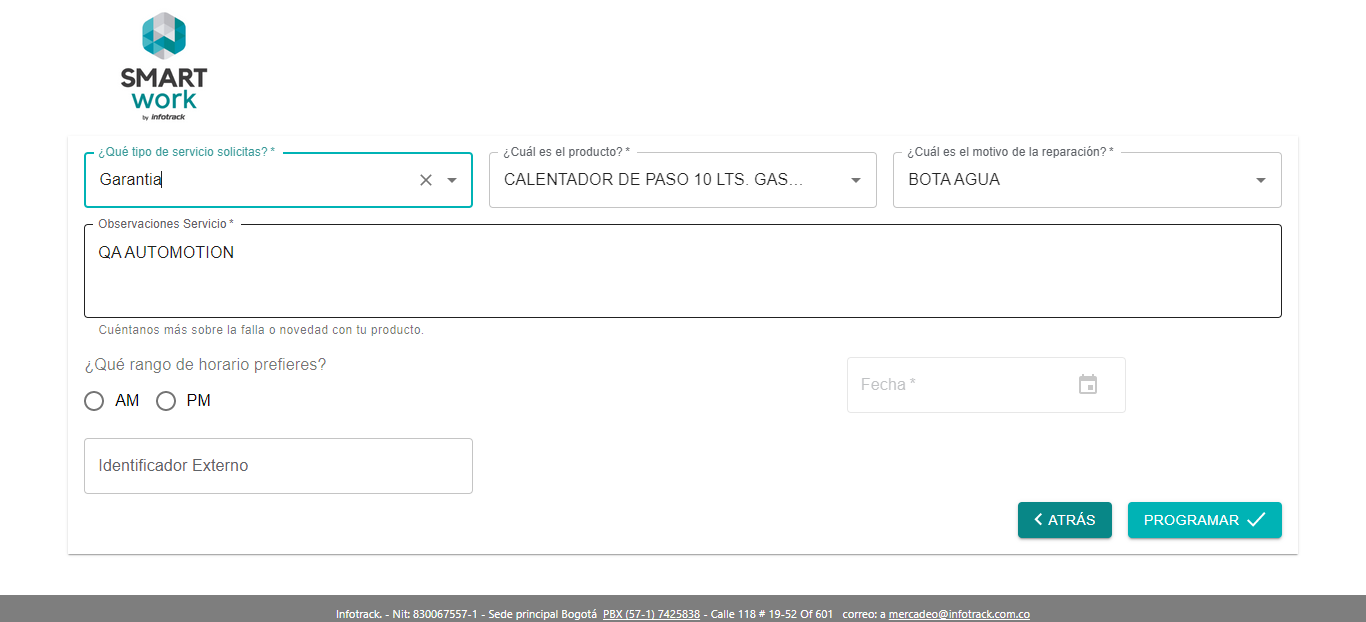 SMART
work
by infotrack
¿Qué tipo de servicio solicitas? *
Garantia
¿Cuál es el producto? *
CALENTADOR DE PASO 10 LTS. GAS...
¿Cuál es el motivo de la reparación? *
BOTA AGUA
Observaciones Servicio *
QA AUTOMOTION
Cuéntanos más sobre la falla o novedad con tu producto.
¿Qué rango de horario prefieres?
AM PM
Fecha *
Identificador Externo
ATRÁS
PROGRAMAR
Infotrack. - Nit: 830067557-1 - Sede principal Bogotá PBX (57-1) 7425838 - Calle 118 # 19-52 Of 601 correo: a mercadeo@infotrack.com.co